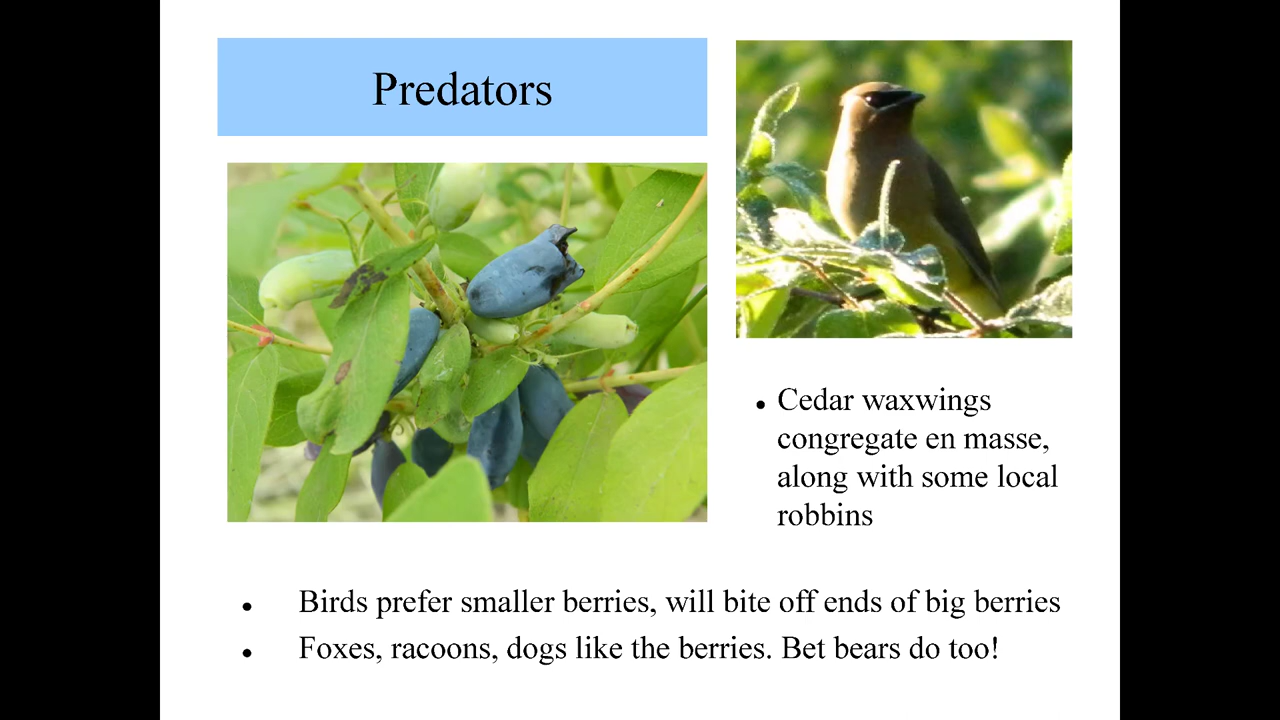 Predators
Cedar waxwings
congregate en masse,
along with some local
robbins
Birds prefer smaller berries, will bite off ends of big berries
Foxes, racoons, dogs like the berries. Bet bears do too!